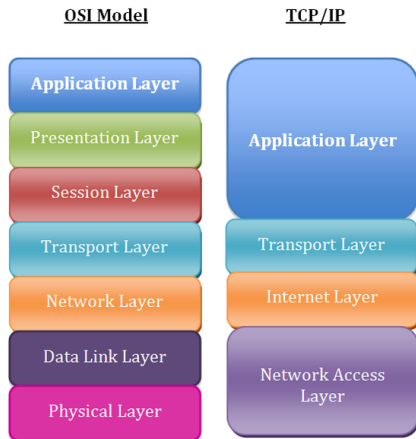 OSI Model
TCP/IP
Application Layer
Presentation Layer
Session Layer
Transport Layer
Network Layer
Data Link Layer
Physical Layer
Application Layer
Transport Layer
Internet Layer
Network Access
Layer